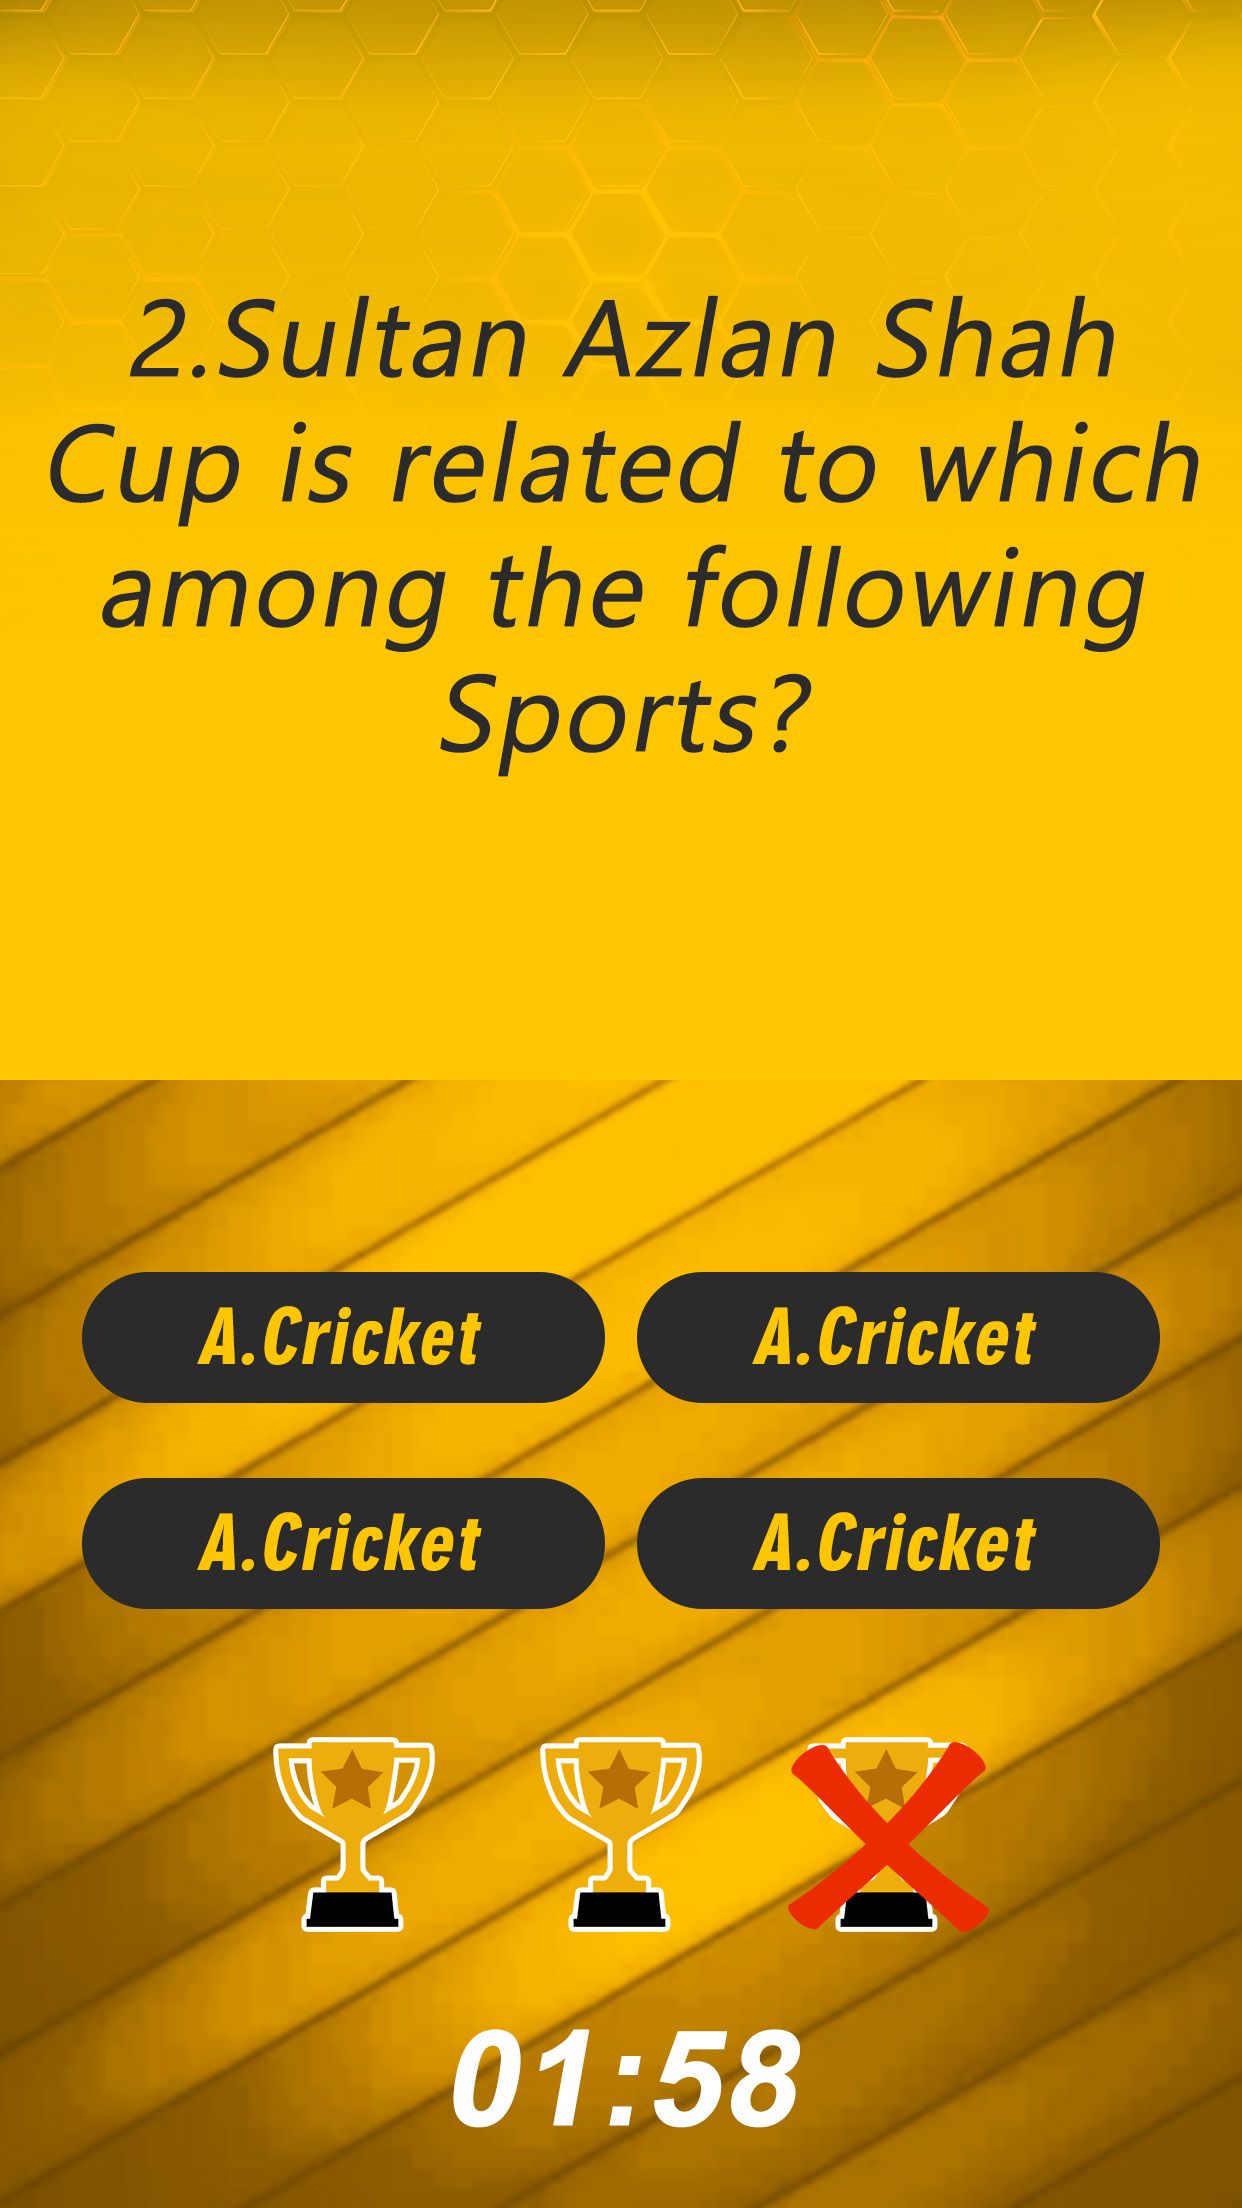 2.Sultan Azlan Shah
Cup is related to which
among the following
Sports?
A.Cricket
A.Cricket
A.Cricket
A.Cricket
01:58